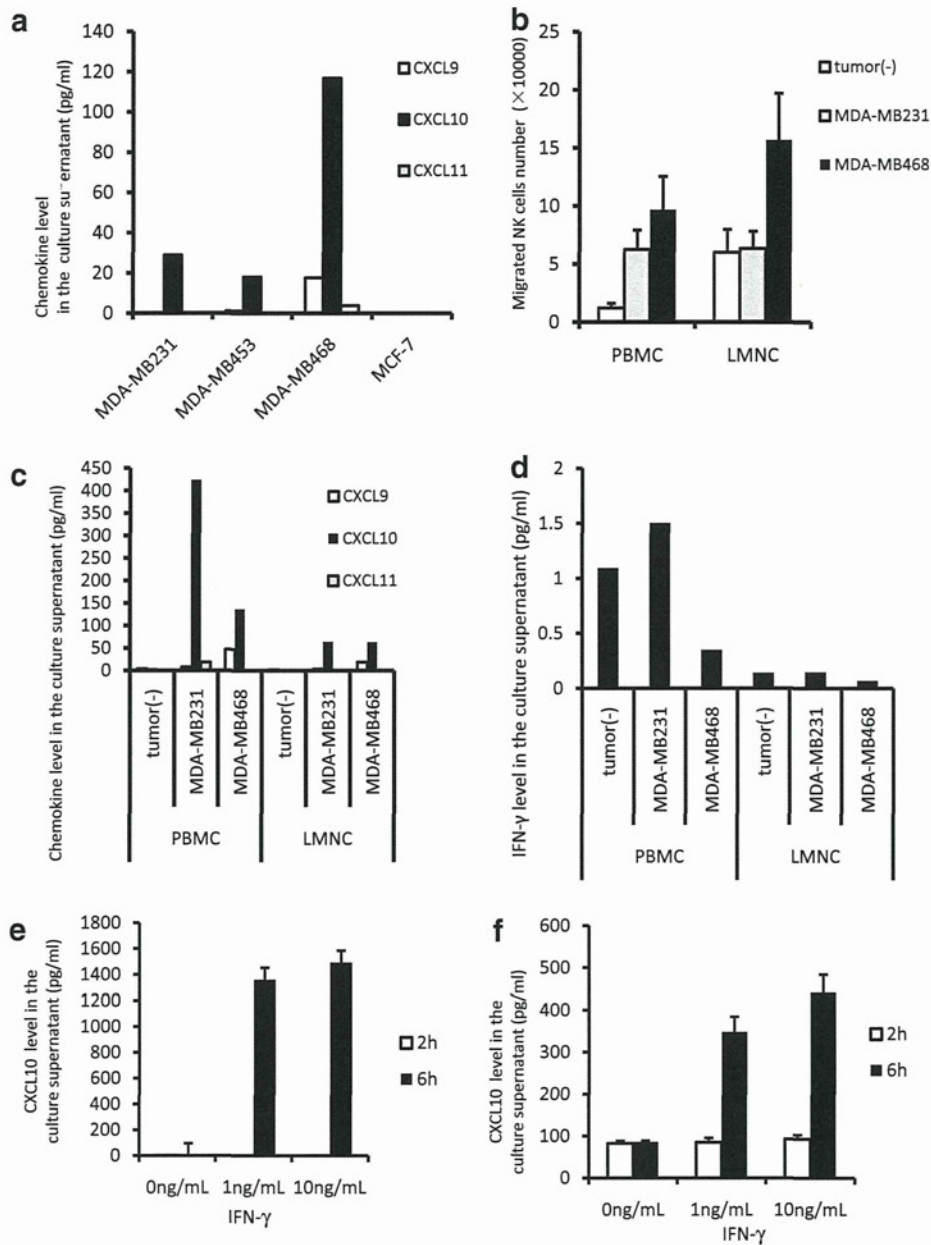 a
140
120
100
80
60
40
20
0
Chemokine level
in the culture su¨ernatant (pg/ml)
CXCL9
CXCL10
CXCL11
MDA-MB231
MDA-MB453
MDA-MB468
MCF-7
b
25
20
15
10
5
0
Migrated NK cells number (×10000)
tumor(-)
MDA-MB231
MDA-MB468
PBMC
LMNC
c
450
400
350
300
250
200
150
100
50
0
Chemokine level in the culture supernatant (pg/ml)
CXCL9
CXCL10
CXCL11
tumor(-)
MDA-MB231
MDA-MB468
tumor(-)
MDA-MB231
MDA-MB468
PBMC
LMNC
d
2
1.5
1
0.5
0
IFN-γ level in the culture supernatant (pg/ml)
tumor(-)
MDA-MB231
MDA-MB468
tumor(-)
MDA-MB231
MDA-MB468
PBMC
LMNC
e
1800
1600
1400
1200
1000
800
600
400
200
0
CXCL10 level in the
culture supernatant (pg/ml)
2h
6h
0ng/mL
1ng/mL
10ng/mL
IFN-γ
f
600
500
400
300
200
100
0
CXCL10 level in the
culture supernatant (pg/ml)
2h
6h
0ng/mL
1ng/mL
10ng/mL
IFN-γ